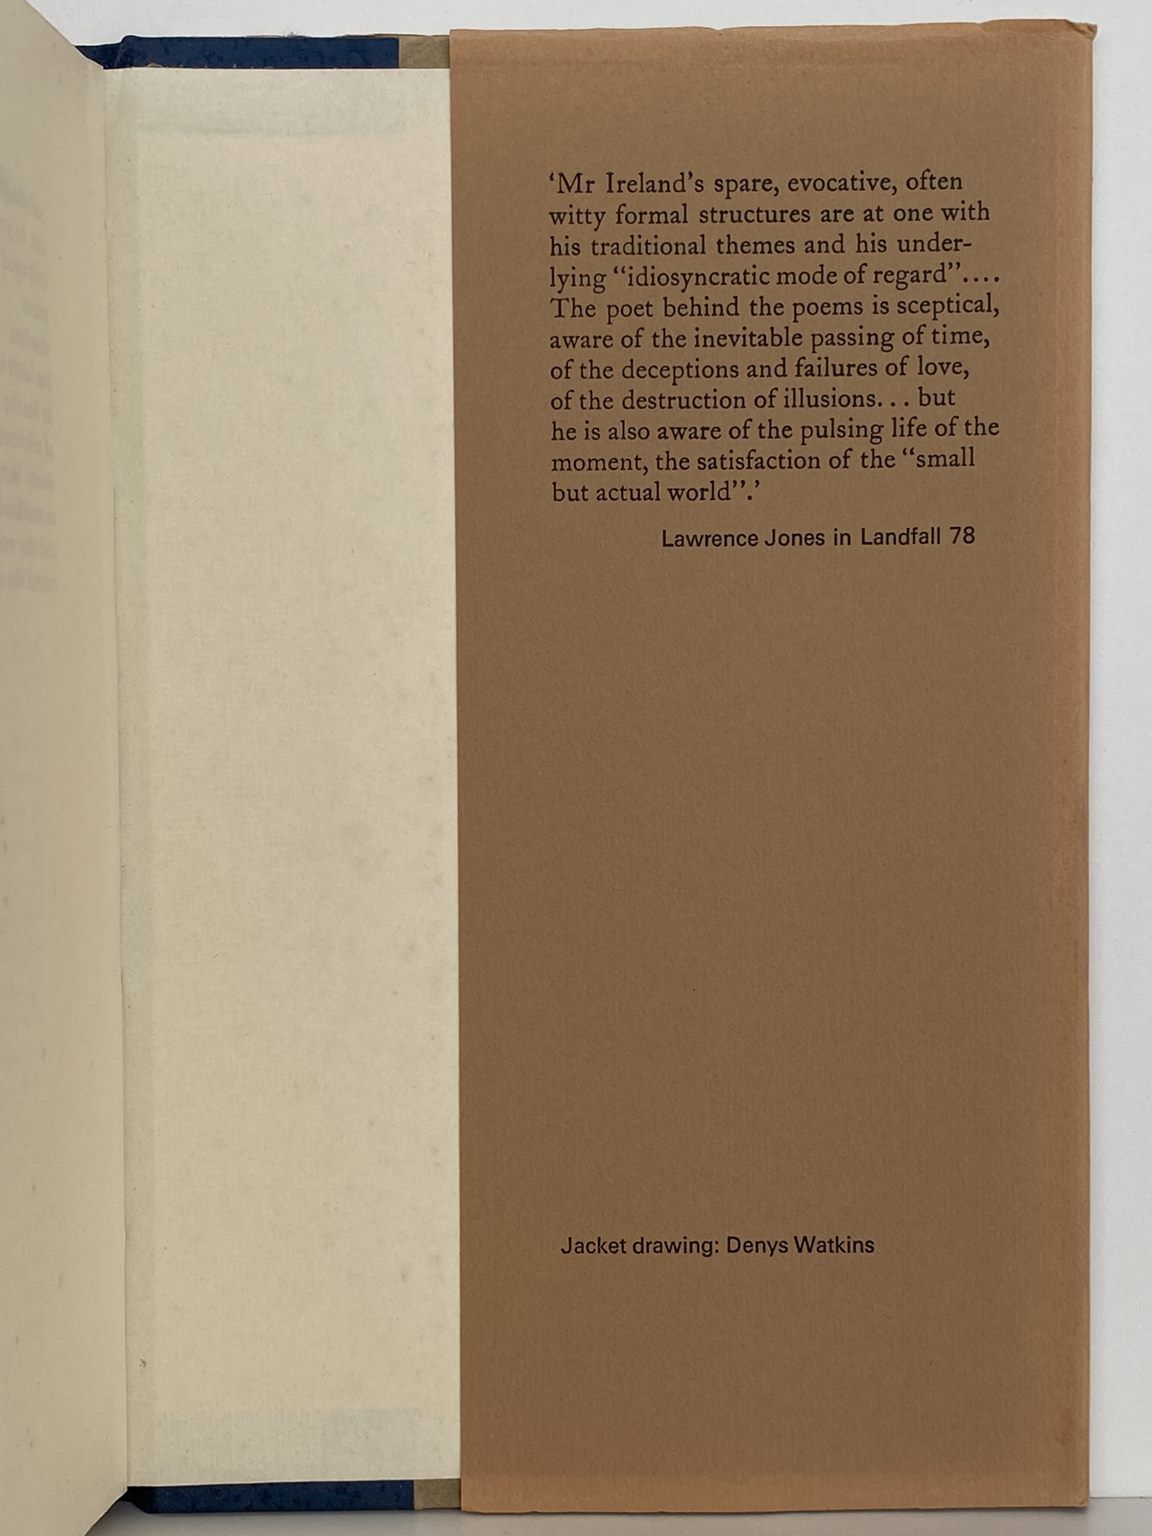 ‘Mr Ireland’s spare, evocative, often
witty formal structures are at one with
his traditional themes and his under-
lying “idiosyncratic mode of regard”....
The poet behind the poems is sceptical,
aware of the inevitable passing of time,
of the deceptions and failures of love,
of the destruction of illusions... but
he is also aware of the pulsing life of the
moment, the satisfaction of the “small
but actual world”.’
Lawrence Jones in Landfall 78
Jacket drawing: Denys Watkins